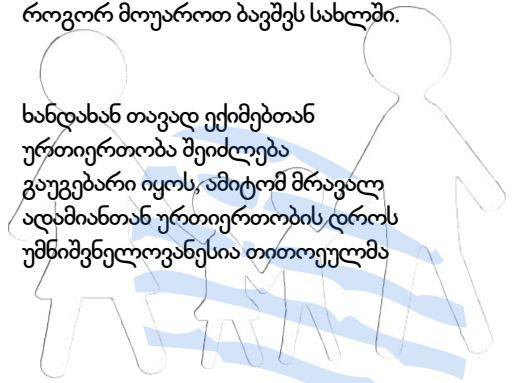 როგორ მოუაროთ ბავშვს სახლში.
ხანდახან თავად ექიმებთან
ურთიერთობა შეიძლება
გაუგებარი იყოს, ამიტომ მრავალ
ადამიანთან ურთიერთობის დროს
უმნიშვნელოვანესია თითოეულმა